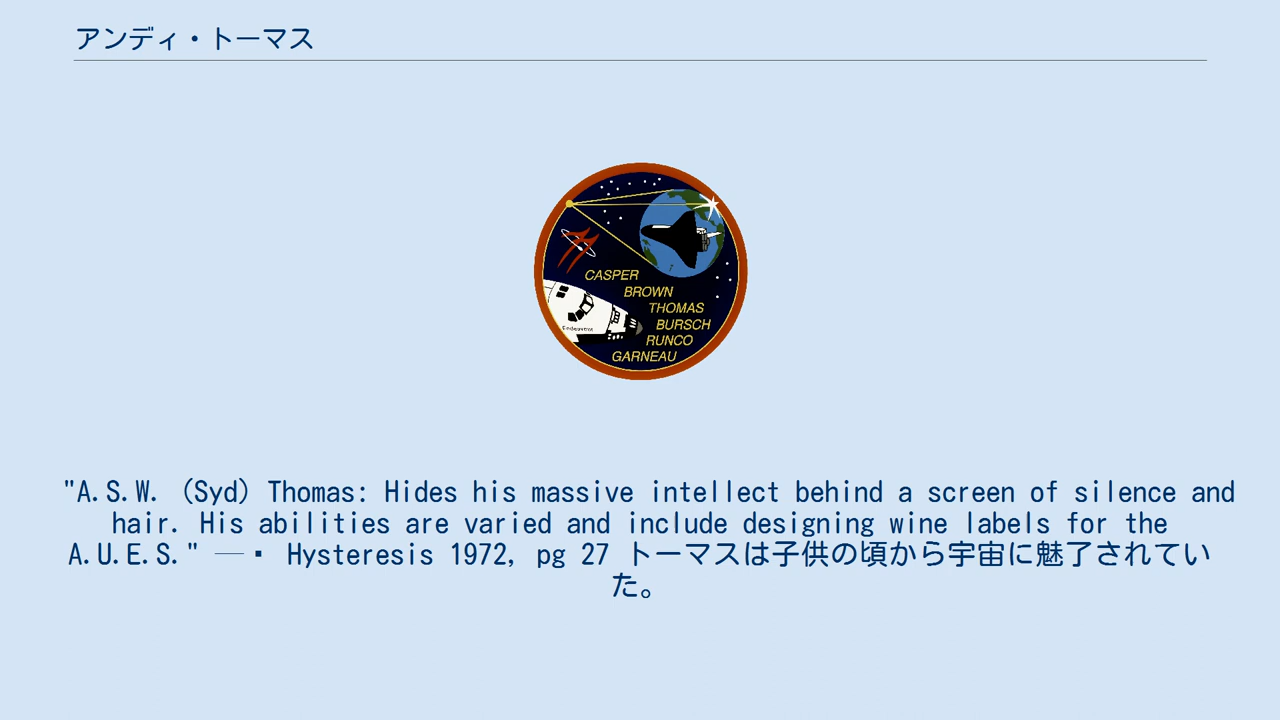 アンディ・トーマス
CASPER
BROWN
THOMAS
BURSCH
RUNCO
GARNEAU
Endeavour
"A.S.W. (Syd) Thomas: Hides his massive intellect behind a screen of silence and
hair. His abilities are varied and include designing wine labels for the
A.U.E.S." —▪ Hysteresis 1972, pg 27 トーマスは子供の頃から宇宙に魅了されてい
た。